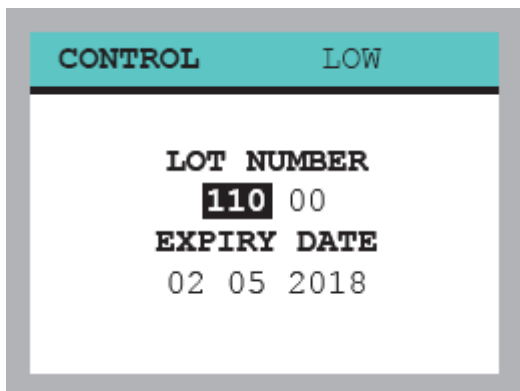 CONTROL LOW
LOT NUMBER
110 00
EXPIRY DATE
02 05 2018